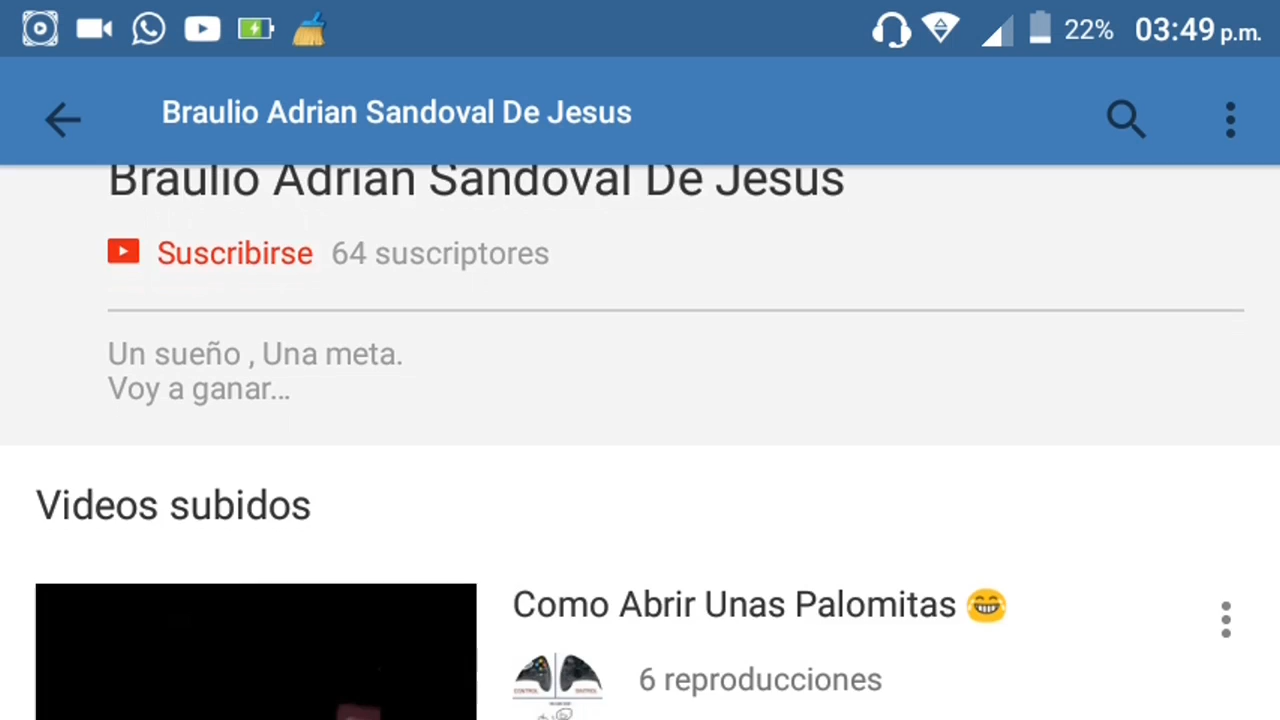 22% 03:49 p.m.
Braulio Adrian Sandoval De Jesus
Braulio Adrian Sandoval De Jesus
Suscribirse 64 suscriptores
Un sueño , Una meta.
Voy a ganar...
Videos subidos
Como Abrir Unas Palomitas 😂
6 reproducciones